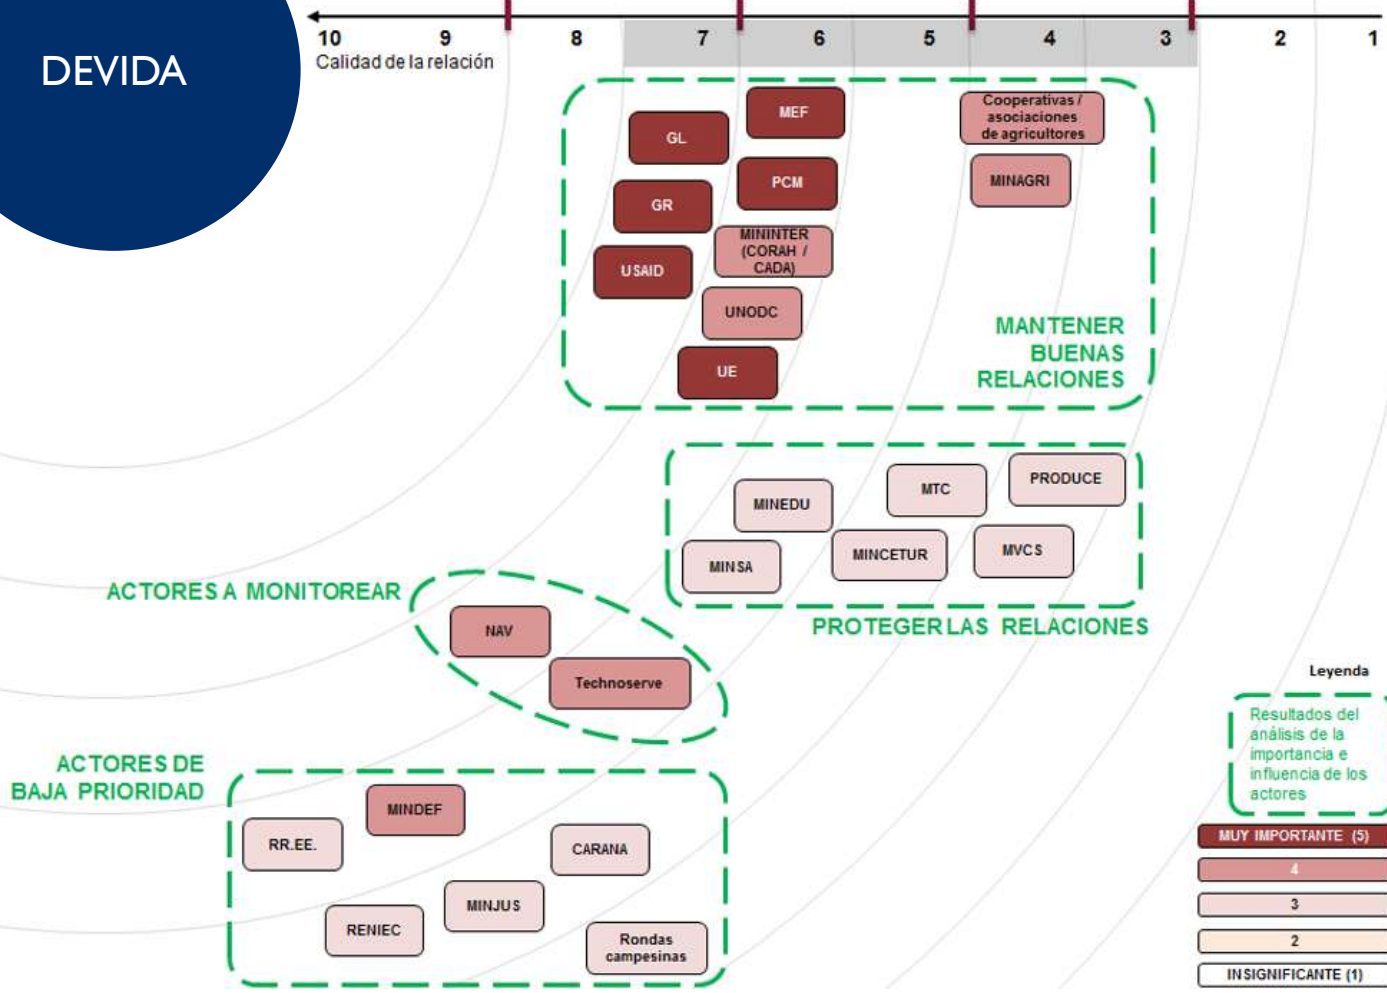 DEVIDA
10 9 8 7 6 5 4 3 2 1
Calidad de la relación
MEF
GL
Cooperativas /
asociaciones
de agricultores
PCM
MINAGRI
GR
MININTER
(CORAH /
CADA)
USAID
UNODC
UE
MANTENER
BUENAS
RELACIONES
PRODUCE
MTC
MINEDU
MVCS
MINCETUR
MINSA
PROTEGER LAS RELACIONES
ACTORES A MONITOREAR
NAV
Technoserve
ACTORES DE
BAJA PRIORIDAD
MINDEF
RR.EE.
CARANA
MINJUS
RENIEC
Rondas
campesinas
Leyenda
Resultados del
análisis de la
importancia e
influencia de los
actores
MUY IMPORTANTE (5)
4
3
2
INSIGNIFICANTE (1)